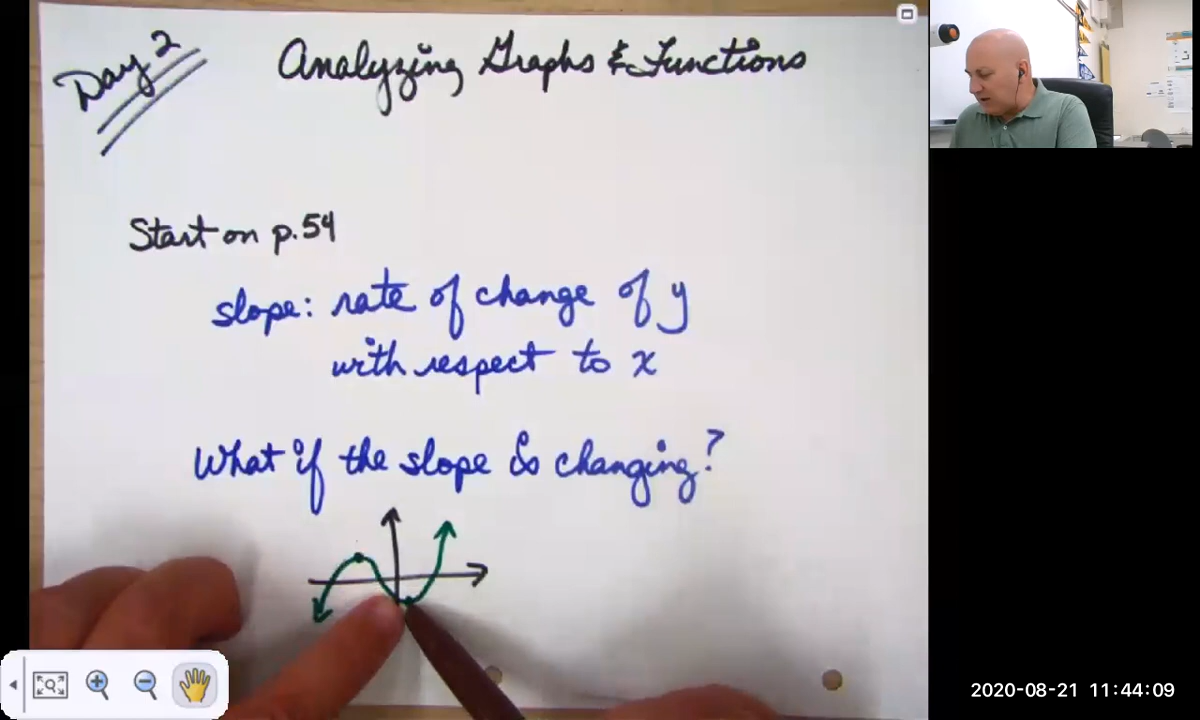 Day 2
Analyzing Graphs & Functions
Start on p.54
slope: rate of change of y
with respect to x
What if the slope is changing?
2020-08-21 11:44:09